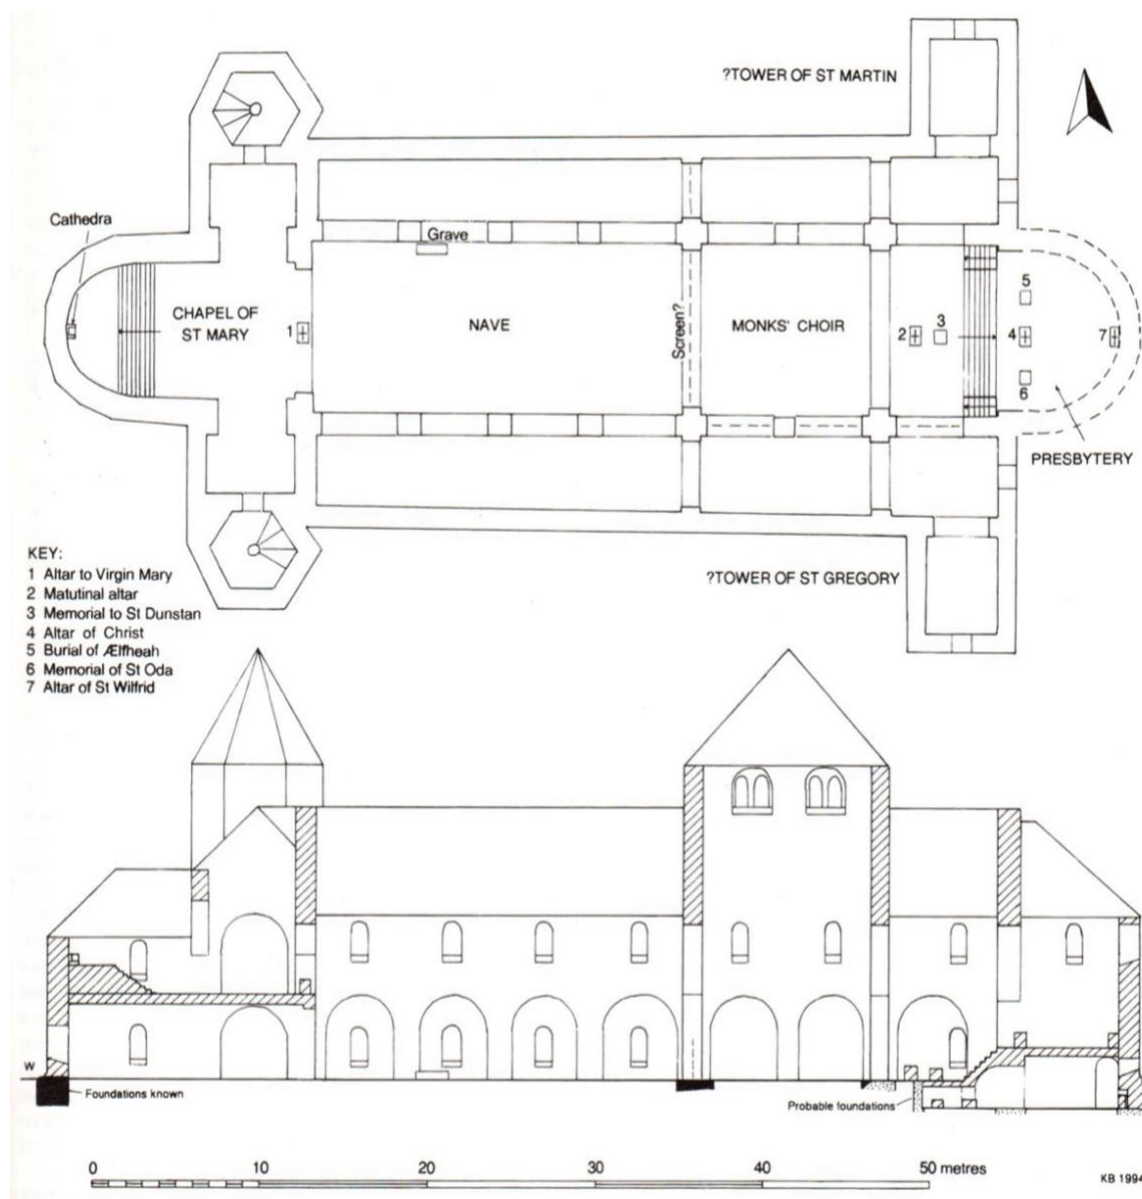 ?TOWER OF ST MARTIN
Cathedra
Grave
CHAPEL OF
ST MARY
1
NAVE
Screen?
MONKS' CHOIR
2
3
4
5
6
7
PRESBYTERY
?TOWER OF ST GREGORY
KEY:
1 Altar to Virgin Mary
2 Matutinal altar
3 Memorial to St Dunstan
4 Altar of Christ
5 Burial of Ælfheah
6 Memorial of St Oda
7 Altar of St Wilfrid
W
Foundations known
Probable foundations
0 10 20 30 40 50 metres
KB 1994